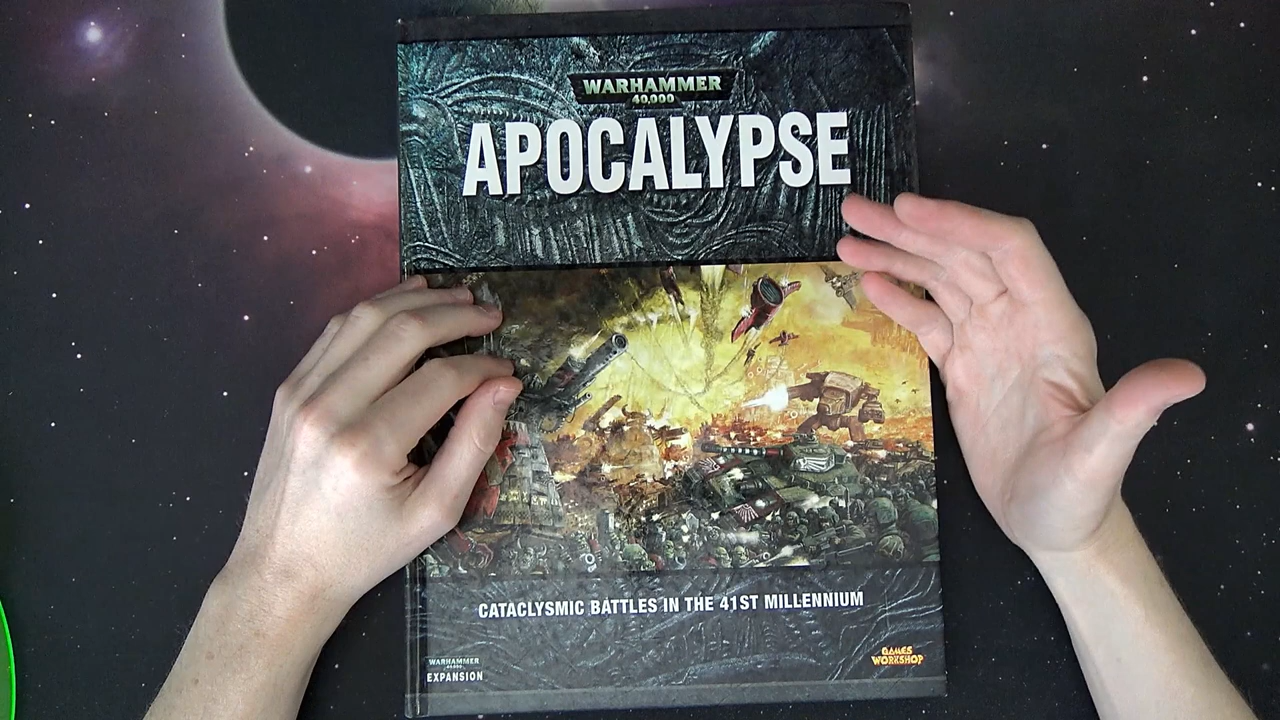 WARHAMMER
40,000
APOCALYPSE
CATACLYSMIC BATTLES IN THE 41ST MILLENNIUM
WARHAMMER
40,000
EXPANSION
GAMES
WORKSHOP